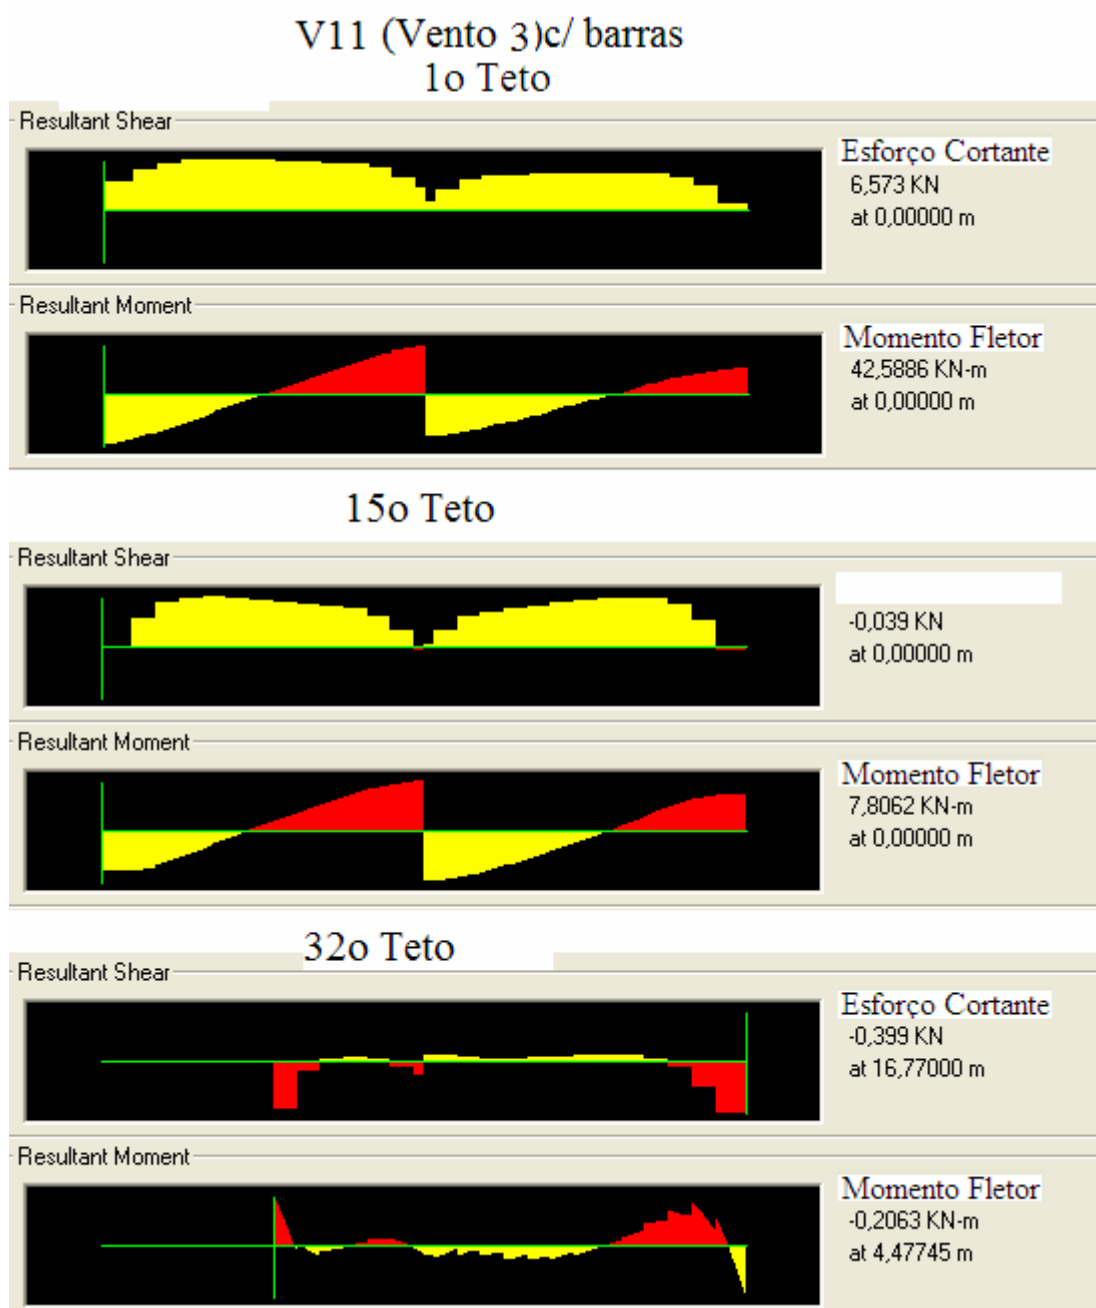 V11 (Vento 3)c/ barras
1o Teto
Resultant Shear
Esforço Cortante
6,573 KN
at 0,00000 m
Resultant Moment
Momento Fletor
42,5886 KN-m
at 0,00000 m
15o Teto
Resultant Shear
-0,039 KN
at 0,00000 m
Resultant Moment
Momento Fletor
7,8062 KN-m
at 0,00000 m
32o Teto
Resultant Shear
Esforço Cortante
-0,399 KN
at 16,77000 m
Resultant Moment
Momento Fletor
-0,2063 KN-m
at 4,47745 m